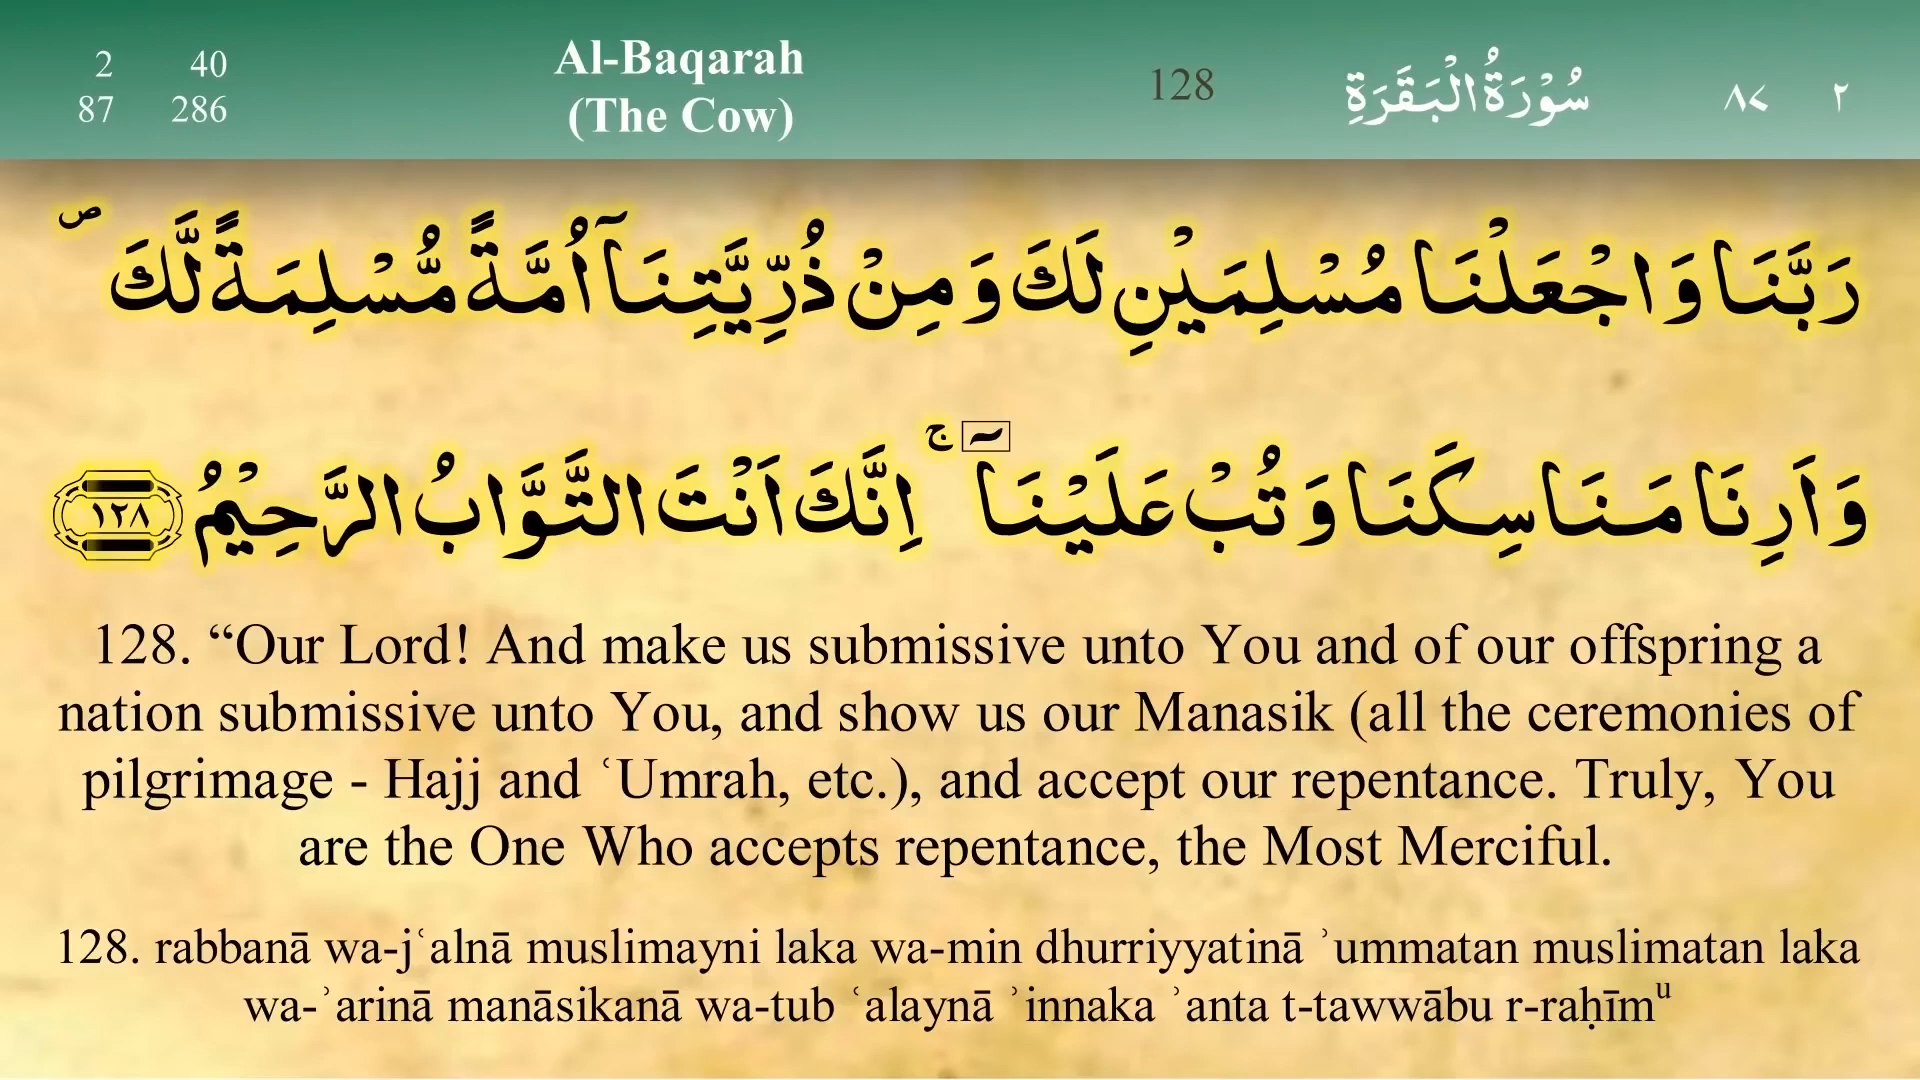 2 40
87 286
Al-Baqarah
(The Cow)
128
سُوْرَةُ الْبَقَرَةِ
٨٧
٢
رَبَّنَا وَاجْعَلْنَا مُسْلِمَيْنِ لَكَ وَمِنْ ذُرِّيَّتِنَآ اُمَّةً مُّسْلِمَةً لَّكَ ۖ
وَاَرِنَا مَنَاسِكَنَا وَتُبْ عَلَيْنَاۤ ۚ اِنَّكَ اَنْتَ التَّوَّابُ الرَّحِيْمُ ١٢٨
128. “Our Lord! And make us submissive unto You and of our offspring a
nation submissive unto You, and show us our Manasik (all the ceremonies of
pilgrimage - Hajj and ʿUmrah, etc.), and accept our repentance. Truly, You
are the One Who accepts repentance, the Most Merciful.
128. rabbanā wa-jʿalnā muslimayni laka wa-min dhurriyyatinā ʾummatan muslimatan laka
wa-ʾarinā manāsikanā wa-tub ʿalaynā ʾinnaka ʾanta t-tawwābu r-raḥīmᵘ